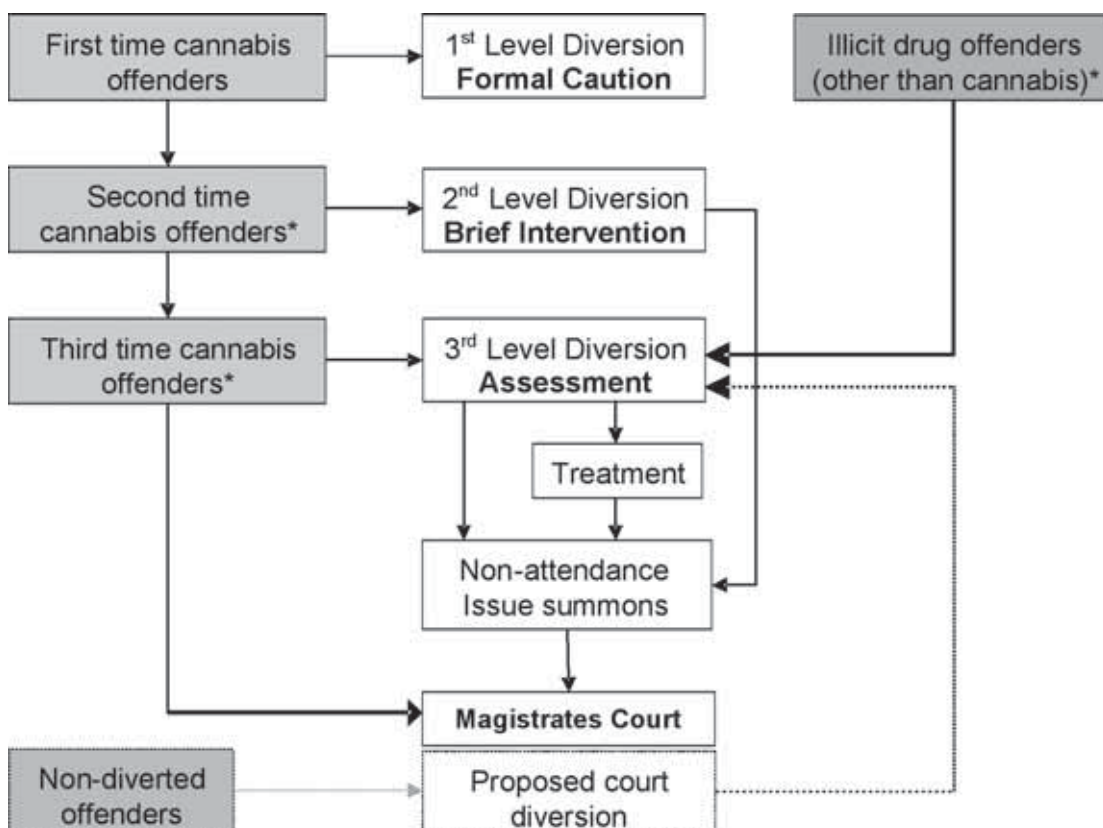 First time cannabis
offenders
1st Level Diversion
Formal Caution
Illicit drug offenders
(other than cannabis)*
Second time
cannabis offenders*
2nd Level Diversion
Brief Intervention
Third time cannabis
offenders*
3rd Level Diversion
Assessment
Treatment
Non-attendance
Issue summons
Magistrates Court
Non-diverted
offenders
Proposed court
diversion